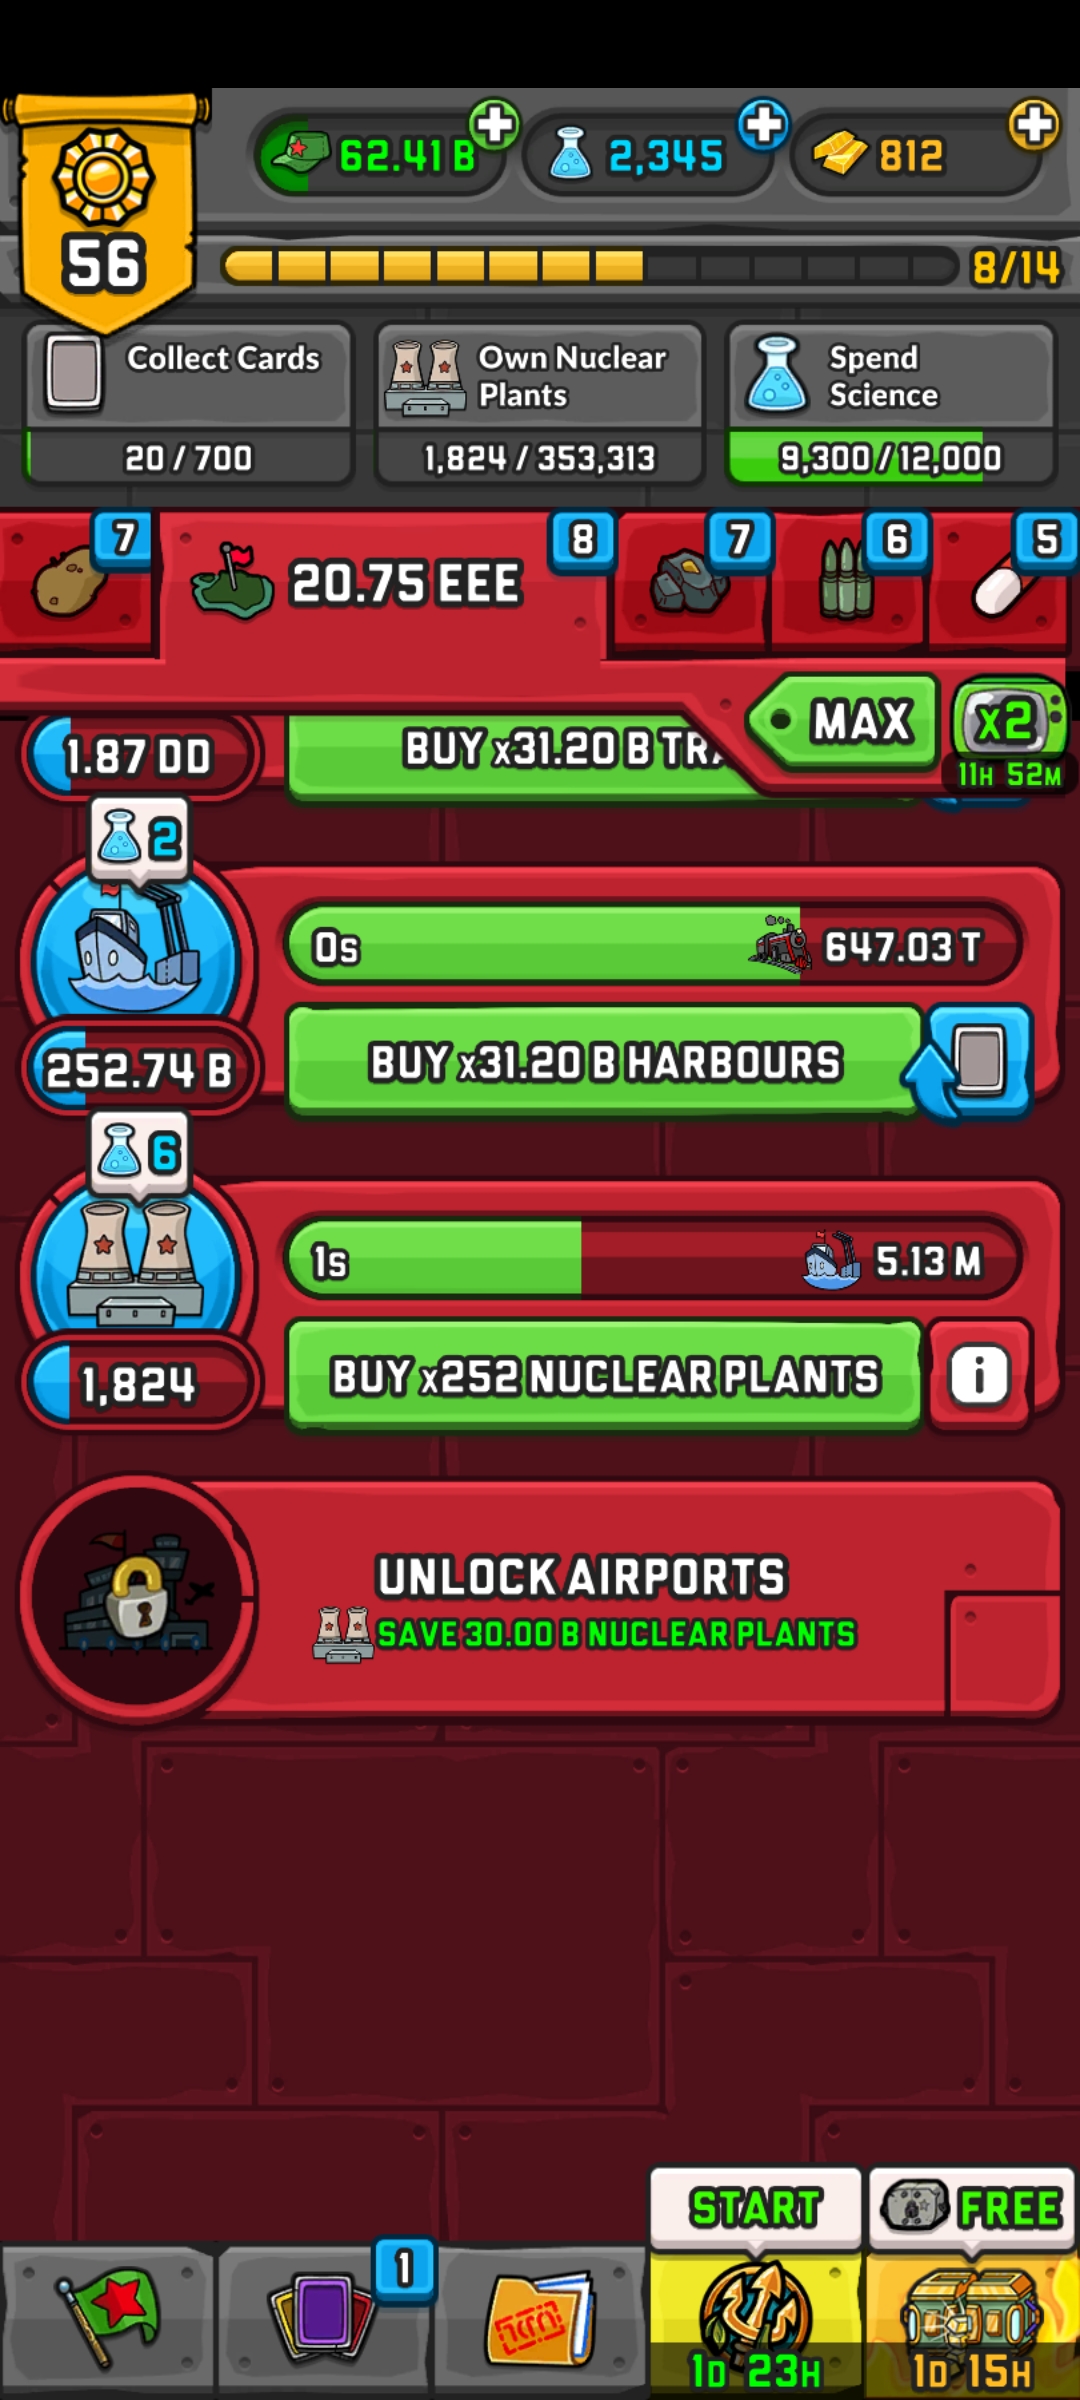 62.41 B
2,345
812
56
8/14
Collect Cards
20 / 700
Own Nuclear
Plants
1,824 / 353,313
Spend
Science
9,300 / 12,000
7
20.75 EEE
8
7
6
5
MAX
x2
11H 52M
1.87 DD
BUY x31.20 B
2
0s
647.03 T
252.74 B
BUY x31.20 B HARBOURS
6
1s
5.13 M
1,824
BUY x252 NUCLEAR PLANTS
i
UNLOCK AIRPORTS
SAVE 30.00 B NUCLEAR PLANTS
START
FREE
1
1D 23H
1D 15H